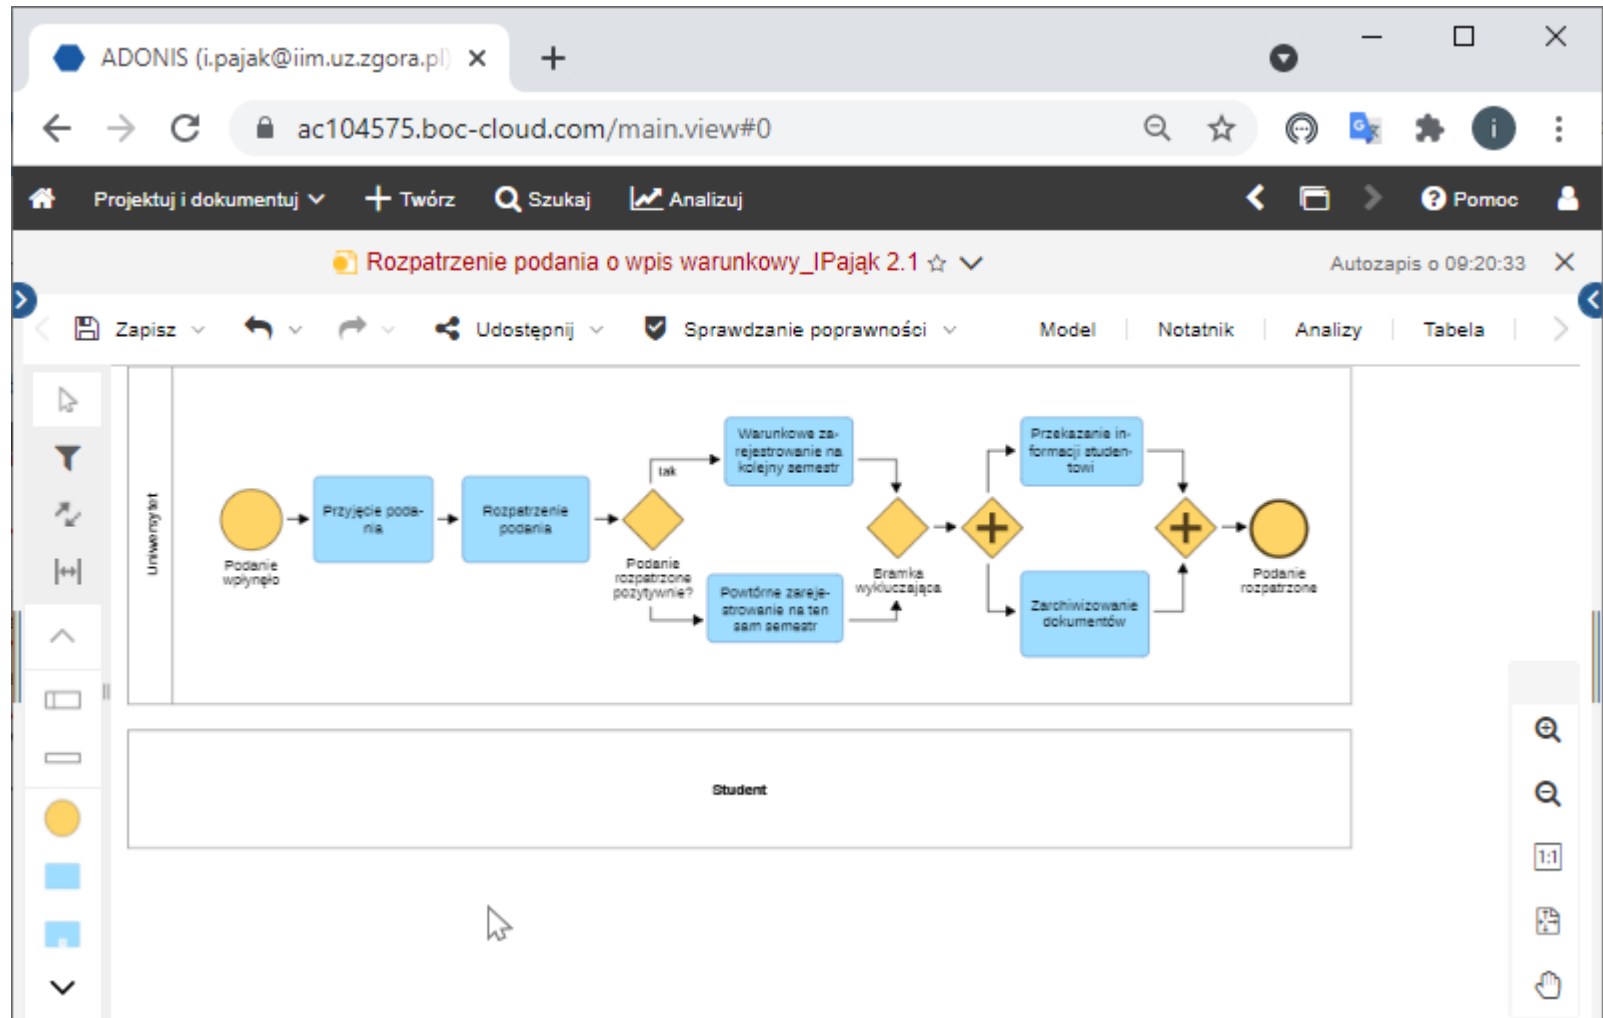 ADONIS (i.pajak@iim.uz.zgora.pl)
ac104575.boc-cloud.com/main.view#0
i
Projektuj i dokumentuj
Twórz
Szukaj
Analizuj
Pomoc
Rozpatrzenie podania o wpis warunkowy_IPająk 2.1
Autozapis o 09:20:33
Zapisz
Udostępnij
Sprawdzanie poprawności
Model
Notatnik
Analizy
Tabela
Uniwersytet
Podanie
wpłynęło
Przyjęcie poda-
nia
Rozpatrzenie
podania
tak
Podanie
rozpatrzone
pozytywnie?
Warunkowe za-
rejestrowanie na
kolejny semestr
Powtórne zareje-
strowanie na ten
sam semestr
Bramka
wykluczająca
Przekazanie in-
formacji studen-
towi
Zarchiwizowanie
dokumentów
Podanie
rozpatrzone
Student
1:1